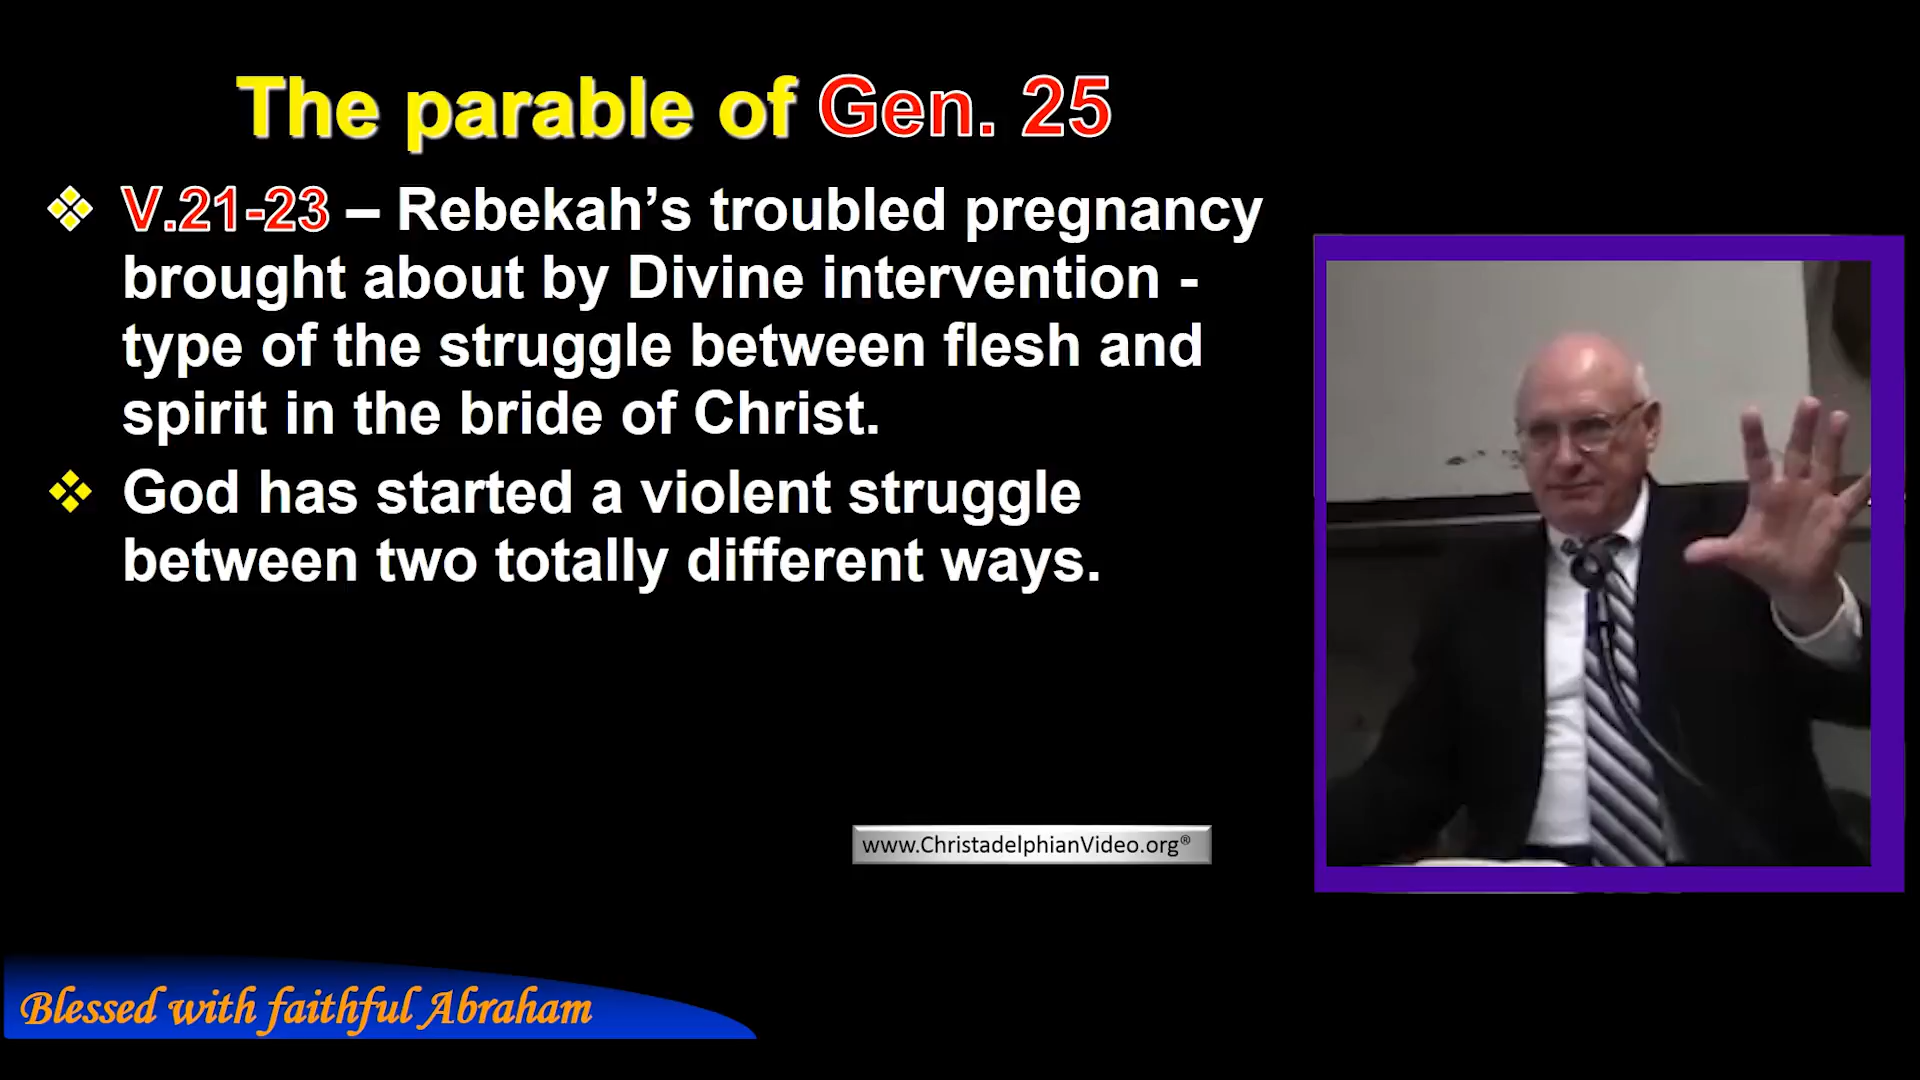 The parable of Gen. 25
V.21-23 – Rebekah’s troubled pregnancy
brought about by Divine intervention -
type of the struggle between flesh and
spirit in the bride of Christ.
God has started a violent struggle
between two totally different ways.
www.ChristadelphianVideo.org®
Blessed with faithful Abraham